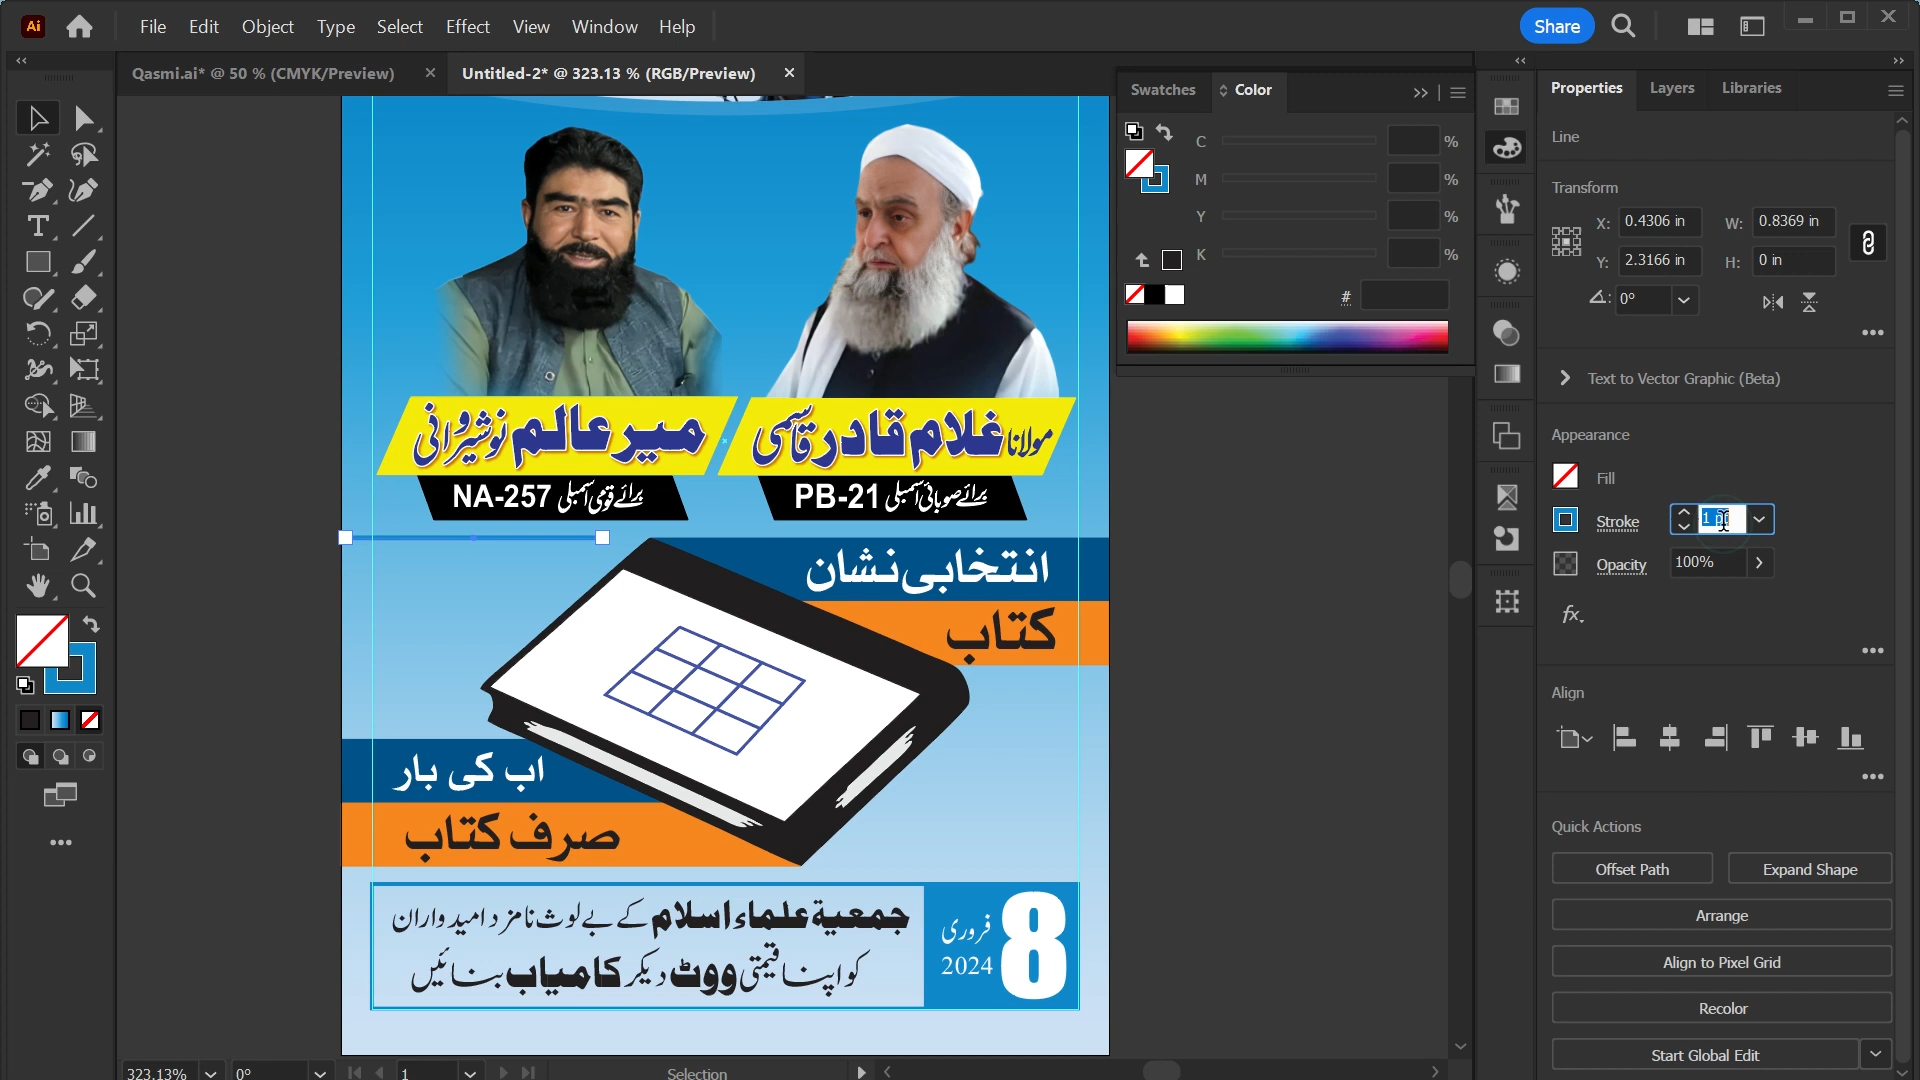 Ai
File Edit Object Type Select Effect View Window Help
Share
Qasmi.ai* @ 50 % (CMYK/Preview)
Untitled-2* @ 323.13 % (RGB/Preview)
Swatches
Color
C %
M %
Y %
K %
#
Properties
Layers
Libraries
Line
Transform
X: 0.4306 in W: 0.8369 in
Y: 2.3166 in H: 0 in
0°
Text to Vector Graphic (Beta)
Appearance
Fill
Stroke 1 pt
Opacity 100%
fx.
Align
Quick Actions
Offset Path
Expand Shape
Arrange
Align to Pixel Grid
Recolor
Start Global Edit
مولانا غلام قادر قاسمی
برائے صوبائی اسمبلی PB-21
میر عالم نوشیروانی
برائے قومی اسمبلی NA-257
انتخابی نشان
کتاب
اب کی بار
صرف کتاب
جمعیة علماء اسلام کے بے لوث نامزد امیدواران
کو اپنا قیمتی ووٹ دیکر کامیاب بنائیں
8
فروری
2024
323.13%
0°
1
Selection